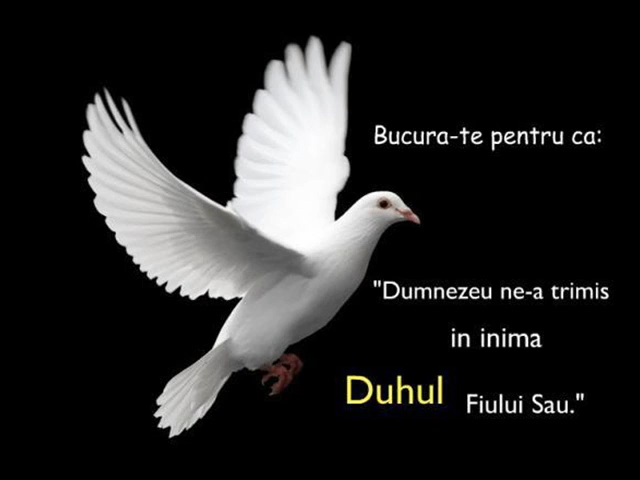 Bucura-te pentru ca:
"Dumnezeu ne-a trimis
in inima
Duhul Fiului Sau."